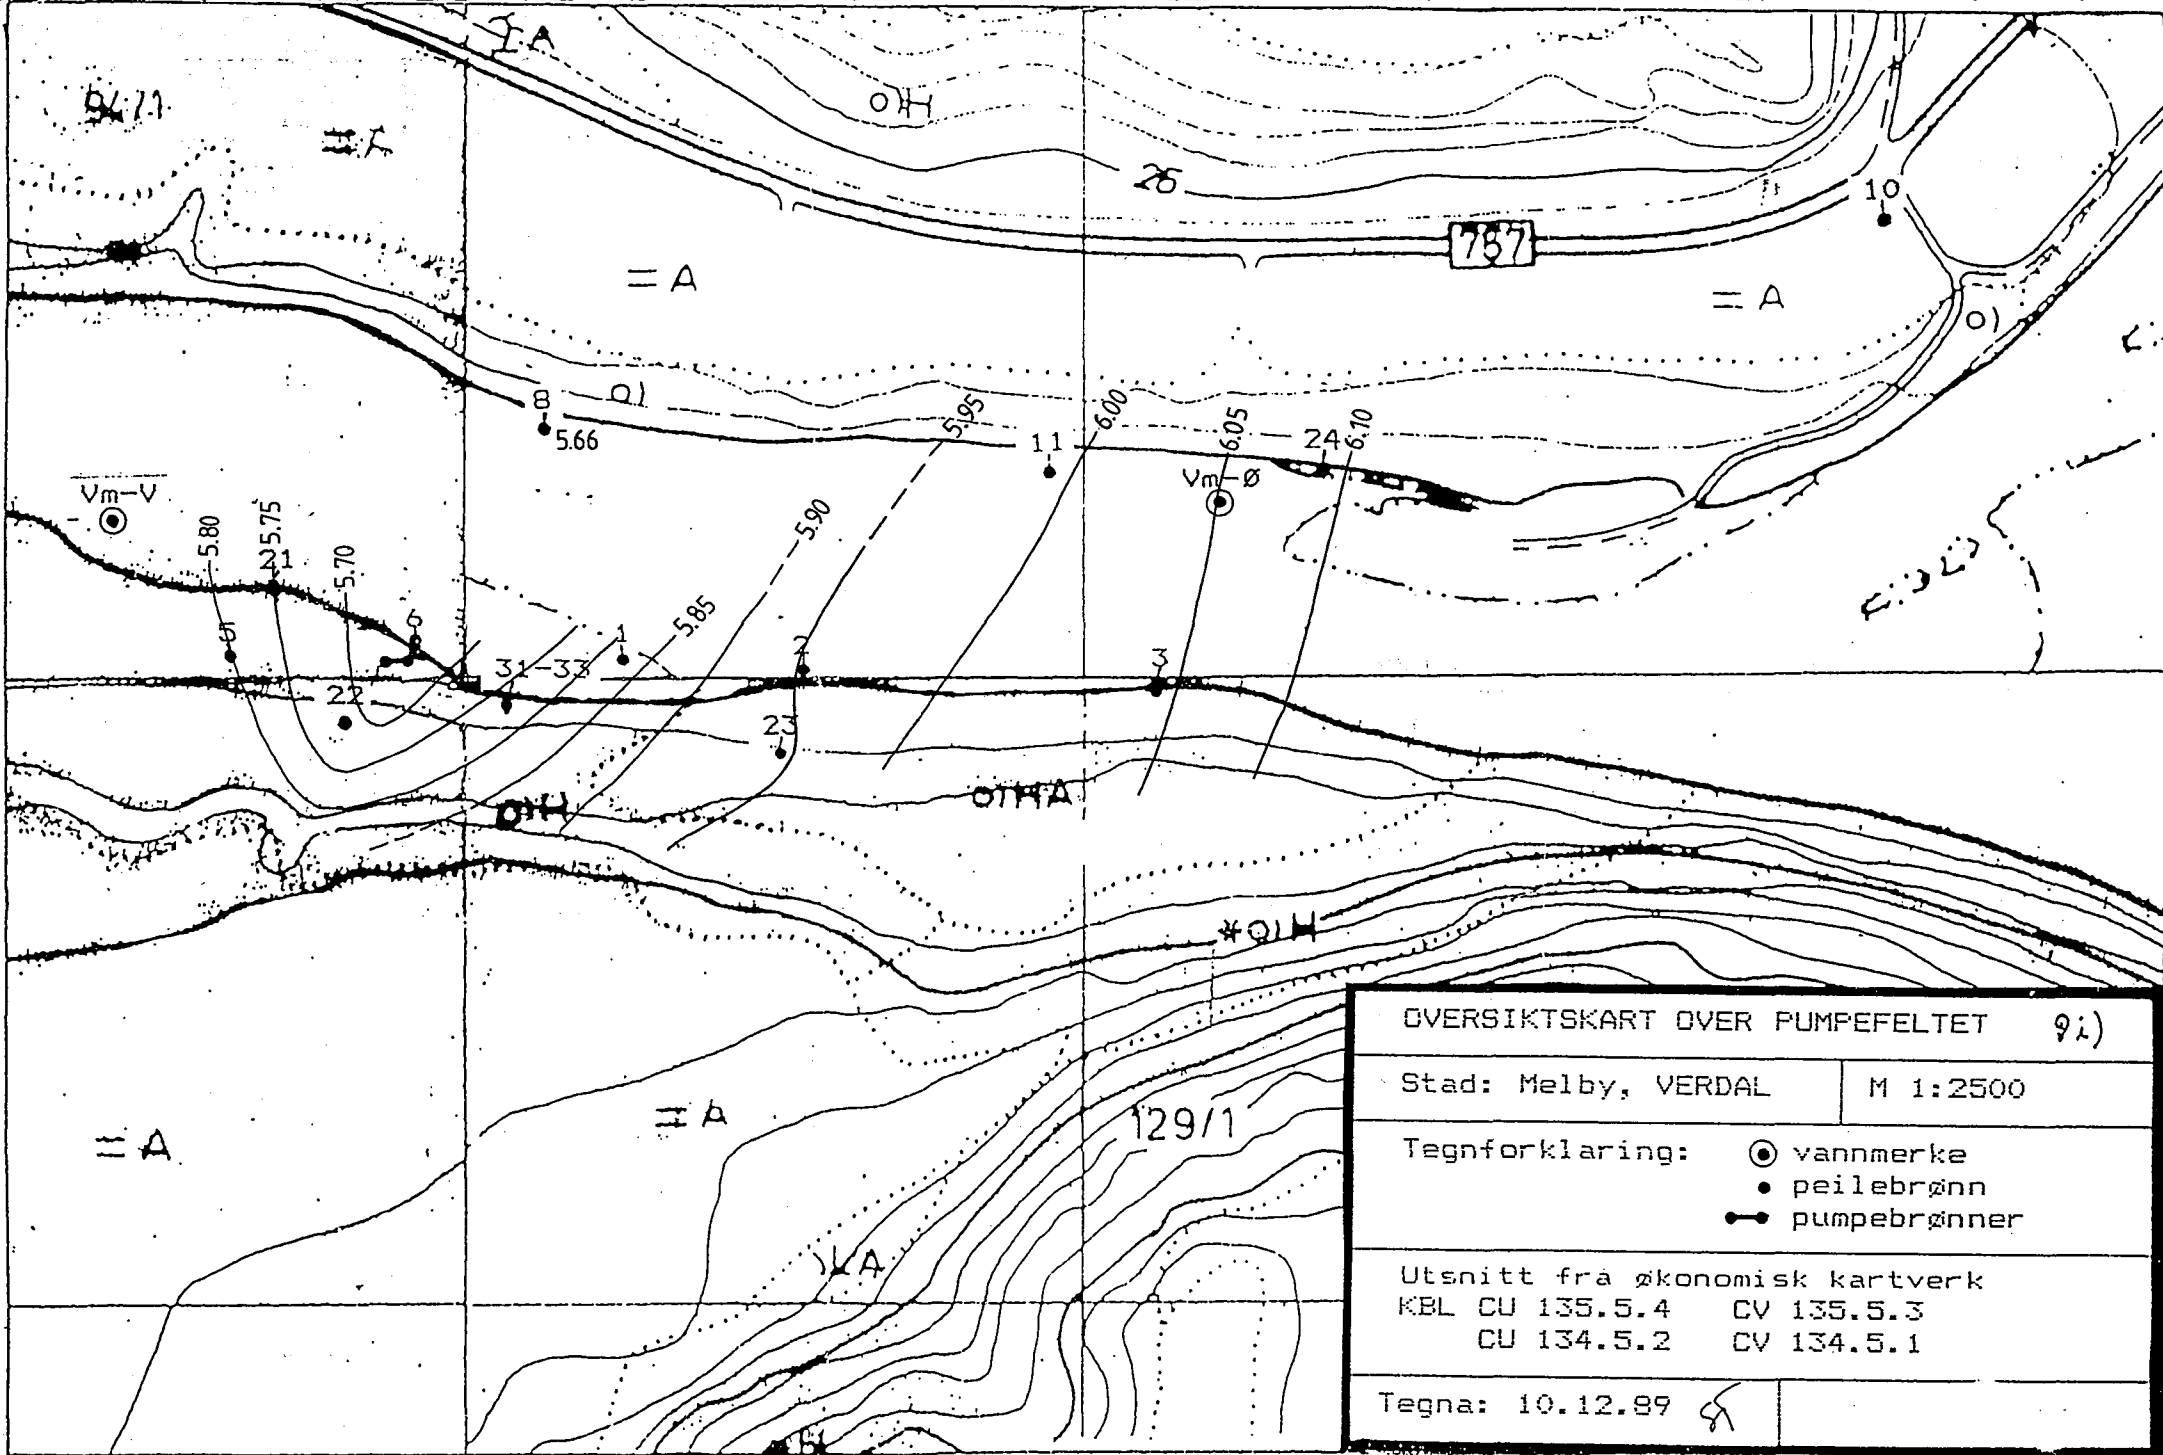 = A
O)H
26
10
757
= A
= A
O)
8
O)
5.66
5.95
6.00
6.05
6.10
11
24
Vm-Ø
Vm-V
5.80
5.75
21
5.70
5.90
5.85
5
6
1
2
3
31-33
22
23
O)H
O)HA
*O)H
= A
= A
129/1
A
OVERSIKTSKART OVER PUMPEFELTET 9i)
Stad: Melby, VERDAL M 1:2500
Tegnforklaring: vannmerke
peilebrønn
pumpebrønner
Utsnitt fra økonomisk kartverk
KBL CU 135.5.4 CV 135.5.3
CU 134.5.2 CV 134.5.1
Tegna: 10.12.89